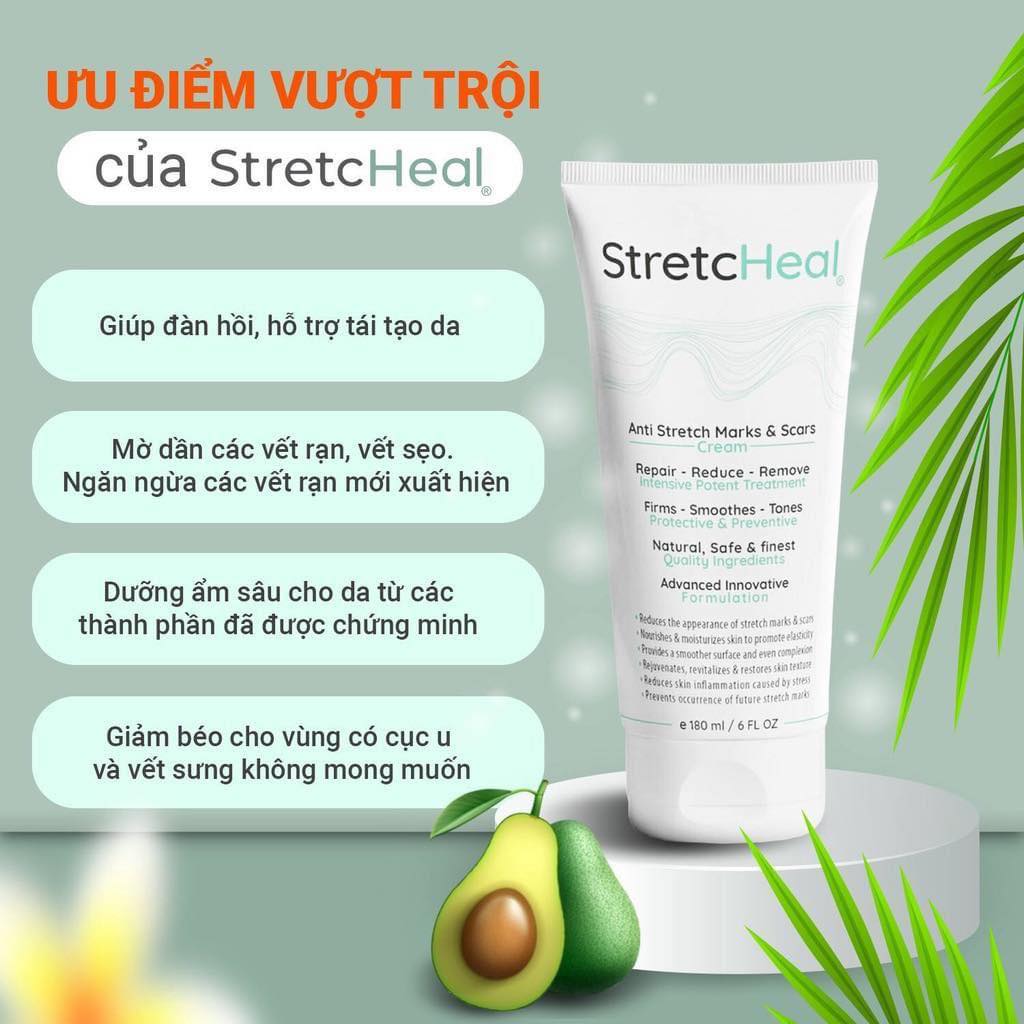 ƯU ĐIỂM VƯỢT TRỘI
của StretcHeal®
Giúp đàn hồi, hỗ trợ tái tạo da
Mờ dần các vết rạn, vết sẹo.
Ngăn ngừa các vết rạn mới xuất hiện
Dưỡng ẩm sâu cho da từ các
thành phần đã được chứng minh
Giảm béo cho vùng có cục u
và vết sưng không mong muốn
StretcHeal®
Anti Stretch Marks & Scars
Cream
Repair - Reduce - Remove
Intensive Potent Treatment
Firms - Smoothes - Tones
Protective & Preventive
Natural, Safe & finest
Quality Ingredients
Advanced Innovative
Formulation
• Reduces the appearance of stretch marks & scars
• Nourishes & moisturizes skin to promote elasticity
• Provides a smoother surface and even complexion
• Rejuvenates, revitalizes & restores skin texture
• Reduces skin inflammation caused by stress
• Prevents occurrence of future stretch marks
e 180 ml / 6 FL OZ